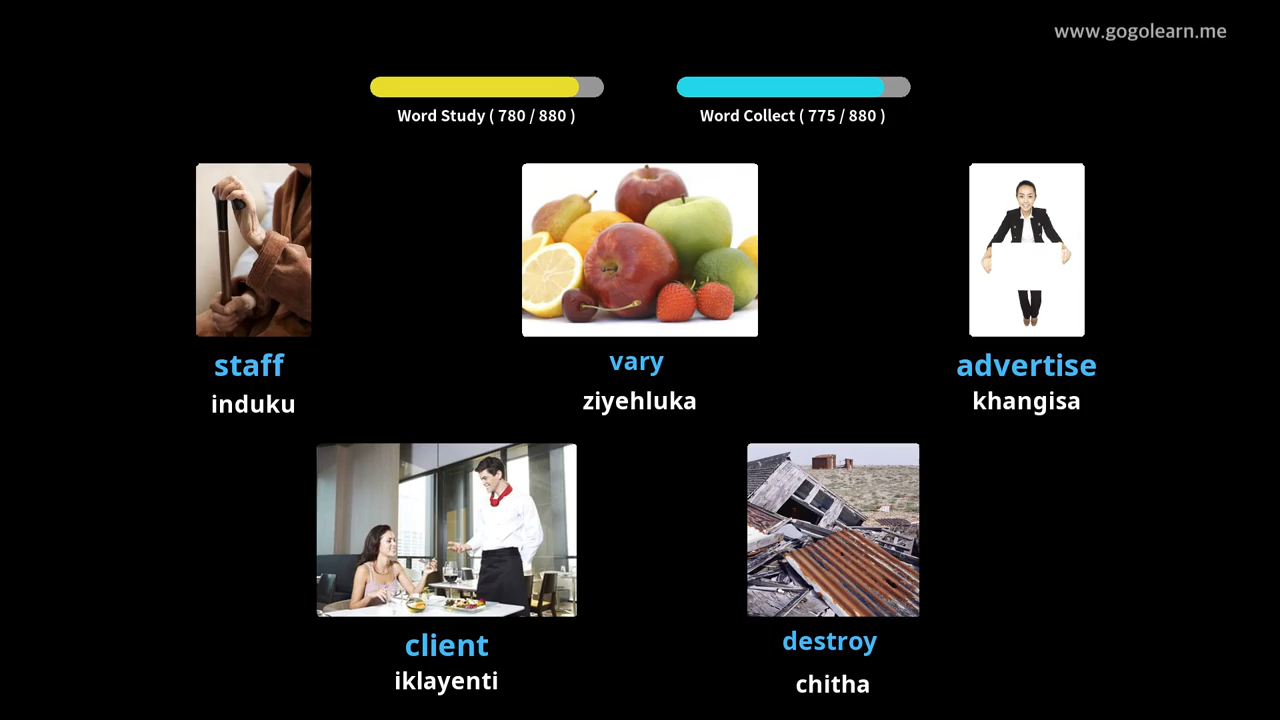 www.gogolearn.me
Word Study ( 780 / 880 )
Word Collect ( 775 / 880 )
staff
induku
vary
ziyehluka
advertise
khangisa
client
iklayenti
destroy
chitha